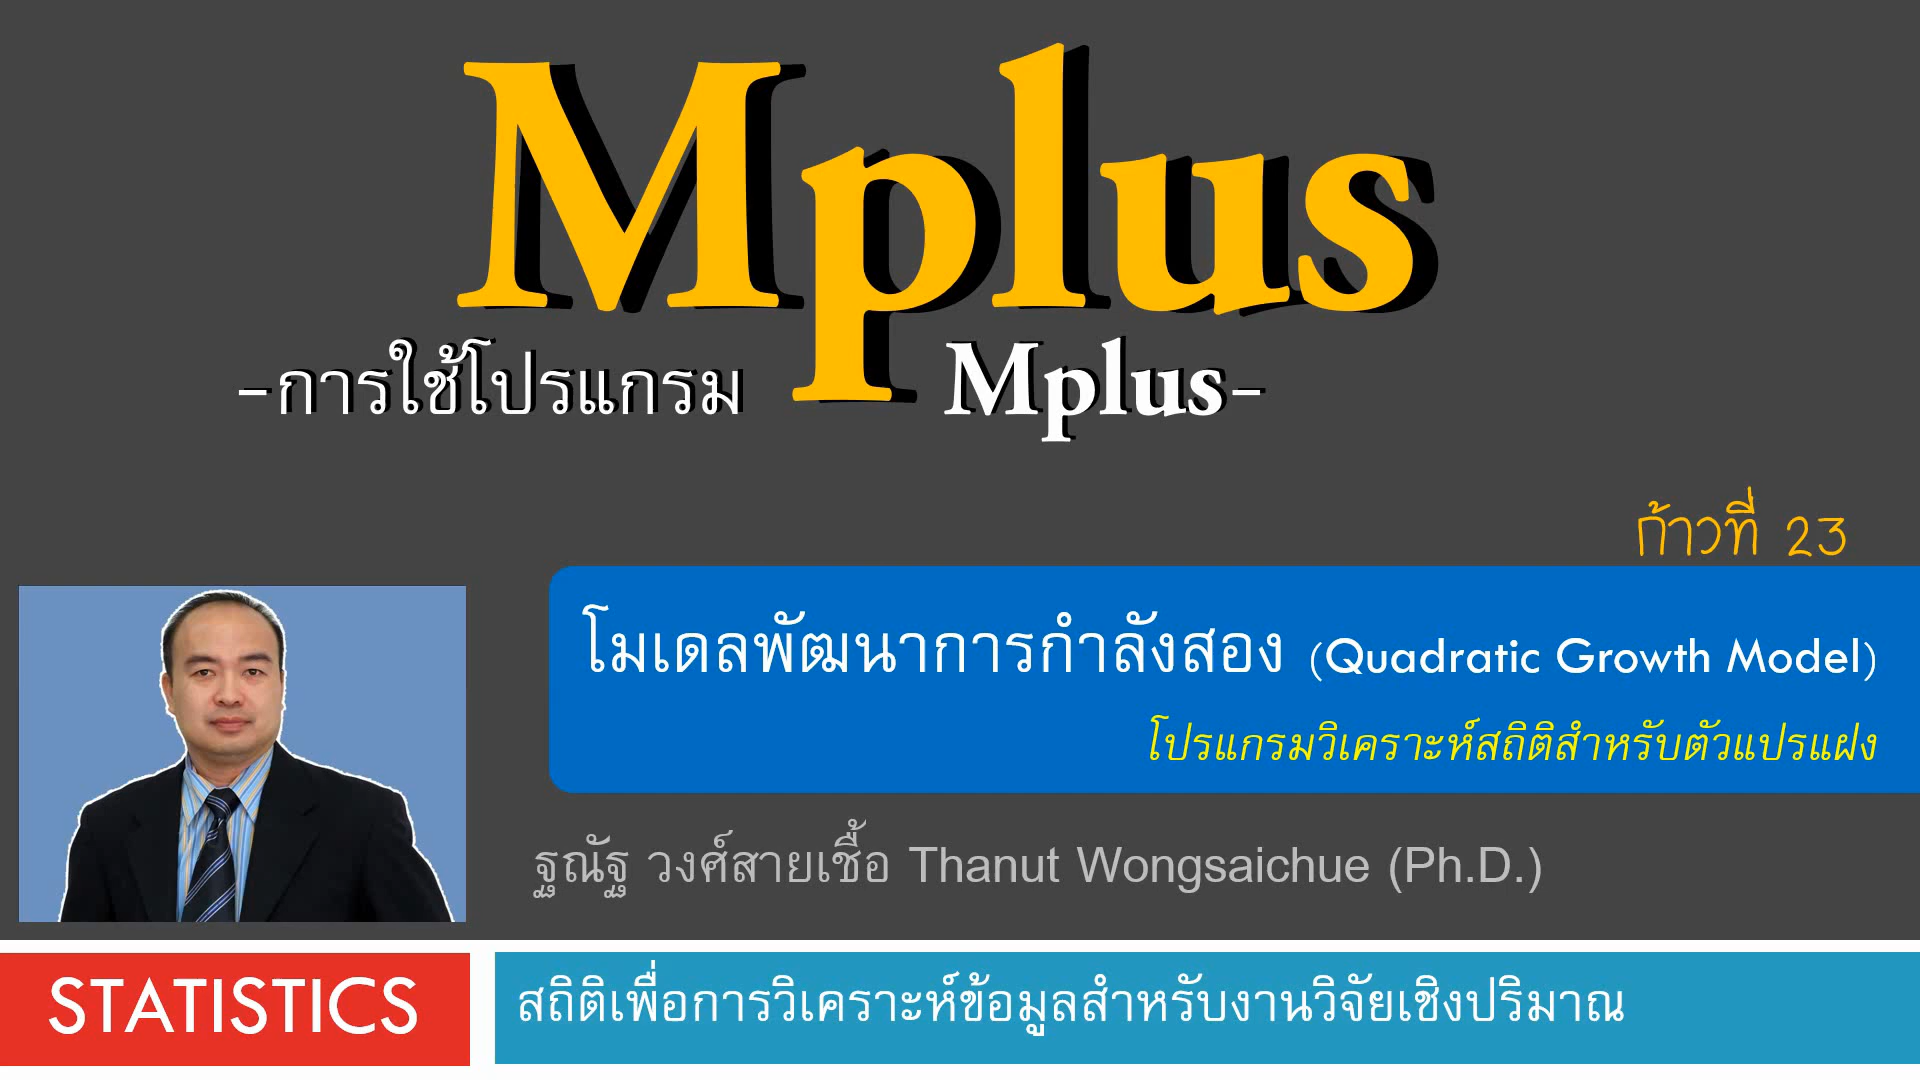 Mplus
-การใช้โปรแกรม Mplus-
ก้าวที่ 23
โมเดลพัฒนาการกำลังสอง (Quadratic Growth Model)
โปรแกรมวิเคราะห์สถิติสำหรับตัวแปรแฝง
ฐณัฐ วงศ์สายเชื้อ Thanut Wongsaichue (Ph.D.)
STATISTICS
สถิติเพื่อการวิเคราะห์ข้อมูลสำหรับงานวิจัยเชิงปริมาณ